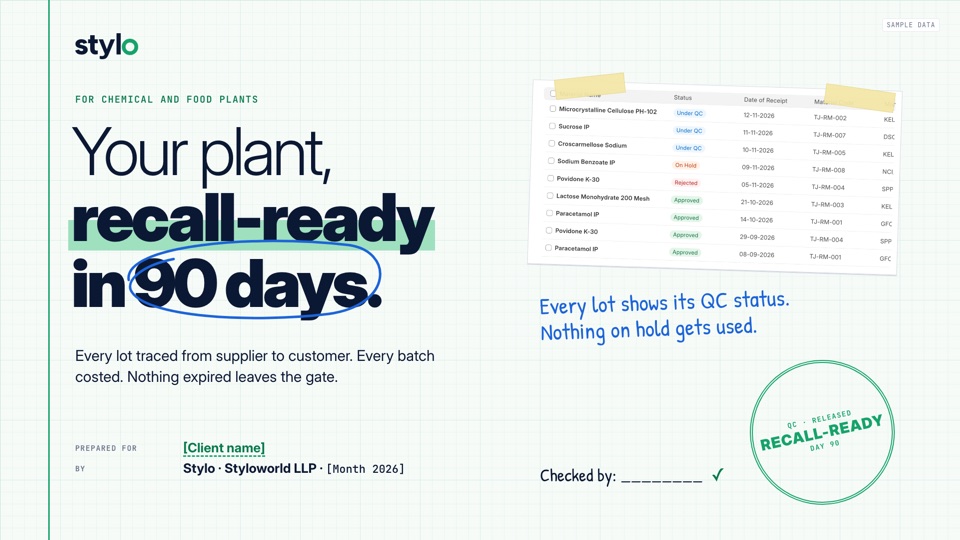 stylo
SAMPLE DATA
FOR CHEMICAL AND FOOD PLANTS
Your plant,
recall-ready
in 90 days.
Every lot traced from supplier to customer. Every batch
costed. Nothing expired leaves the gate.
PREPARED FOR [Client name]
BY Stylo · Styloworld LLP · [Month 2026]
Status Date of Receipt
Microcrystalline Cellulose PH-102 Under QC 12-11-2026 TJ-RM-002 KEL
Sucrose IP Under QC 11-11-2026 TJ-RM-007 DSC
Croscarmellose Sodium Under QC 10-11-2026 TJ-RM-005 KEL
Sodium Benzoate IP On Hold 09-11-2026 TJ-RM-008 NCI
Povidone K-30 Rejected 05-11-2026 TJ-RM-004 SPP
Lactose Monohydrate 200 Mesh Approved 21-10-2026 TJ-RM-003 KEL
Paracetamol IP Approved 14-10-2026 TJ-RM-001 GFC
Povidone K-30 Approved 29-09-2026 TJ-RM-004 SPP
Paracetamol IP Approved 08-09-2026 TJ-RM-001 GFC
Every lot shows its QC status.
Nothing on hold gets used.
QC · RELEASED
RECALL-READY
DAY 90
Checked by: ________ ✓